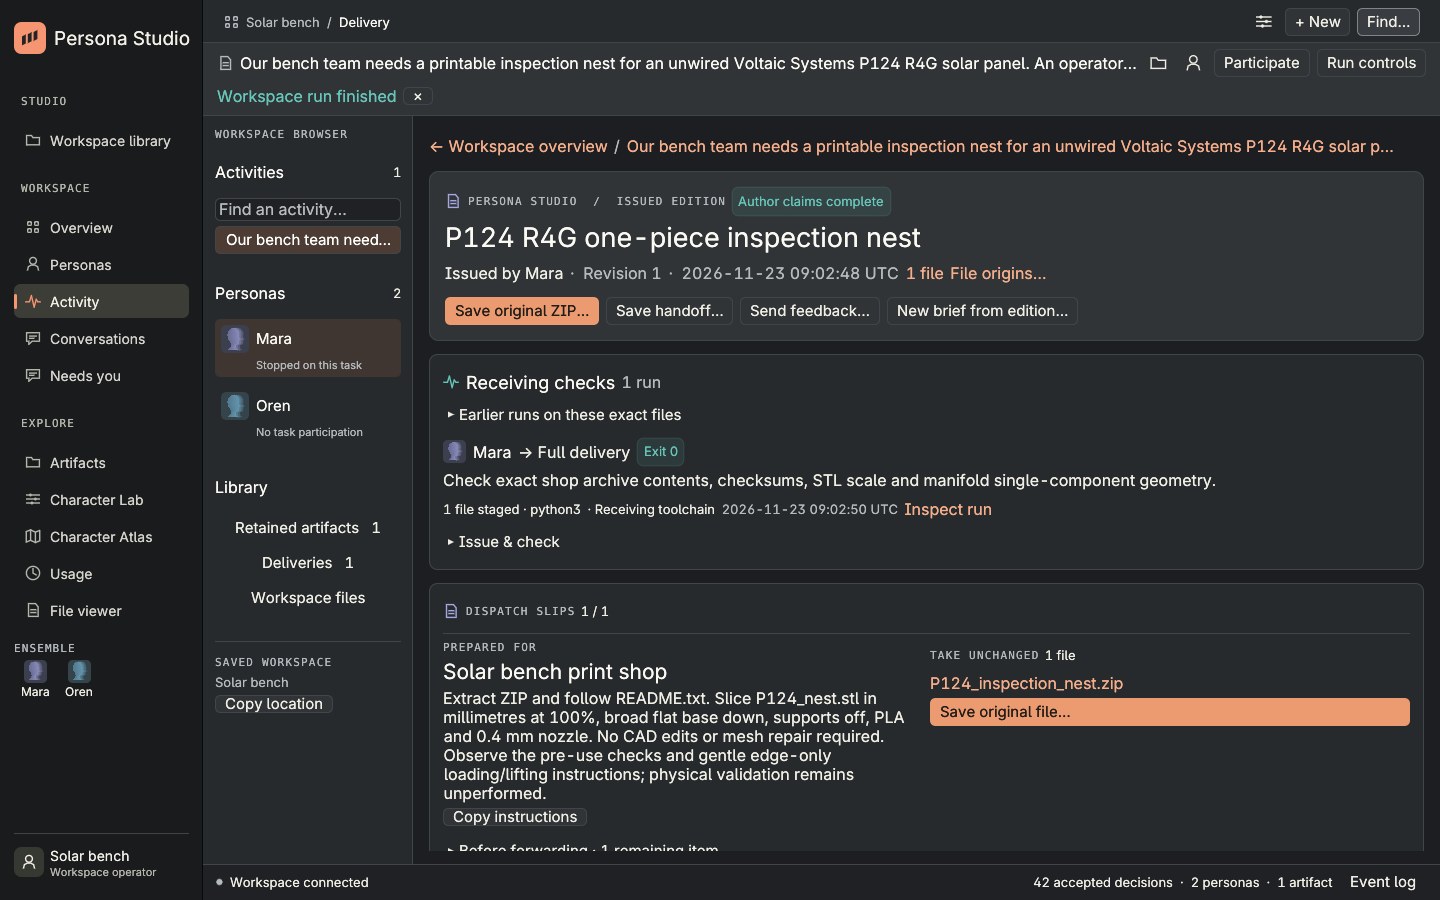 Persona Studio
STUDIO
Workspace library
WORKSPACE
Overview
Personas
Activity
Conversations
Needs you
EXPLORE
Artifacts
Character Lab
Character Atlas
Usage
File viewer
ENSEMBLE
Mara Oren
Solar bench
Workspace operator
Solar bench / Delivery
+ New
Find...
Our bench team needs a printable inspection nest for an unwired Voltaic Systems P124 R4G solar panel. An operator...
Participate
Run controls
Workspace run finished ×
WORKSPACE BROWSER
Activities 1
Find an activity...
Our bench team need...
Personas 2
Mara
Stopped on this task
Oren
No task participation
Library
Retained artifacts 1
Deliveries 1
Workspace files
SAVED WORKSPACE
Solar bench
Copy location
← Workspace overview / Our bench team needs a printable inspection nest for an unwired Voltaic Systems P124 R4G solar p...
PERSONA STUDIO / ISSUED EDITION Author claims complete
P124 R4G one-piece inspection nest
Issued by Mara · Revision 1 · 2026-11-23 09:02:48 UTC 1 file File origins...
Save original ZIP... Save handoff... Send feedback... New brief from edition...
Receiving checks 1 run
▸ Earlier runs on these exact files
Mara → Full delivery Exit 0
Check exact shop archive contents, checksums, STL scale and manifold single-component geometry.
1 file staged · python3 · Receiving toolchain 2026-11-23 09:02:50 UTC Inspect run
▸ Issue & check
DISPATCH SLIPS 1 / 1
PREPARED FOR
Solar bench print shop
Extract ZIP and follow README.txt. Slice P124_nest.stl in
millimetres at 100%, broad flat base down, supports off, PLA
and 0.4 mm nozzle. No CAD edits or mesh repair required.
Observe the pre-use checks and gentle edge-only
loading/lifting instructions; physical validation remains
unperformed.
Copy instructions
▸ Before forwarding · 1 remaining item
TAKE UNCHANGED 1 file
P124_inspection_nest.zip
Save original file...
Workspace connected
42 accepted decisions · 2 personas · 1 artifact Event log